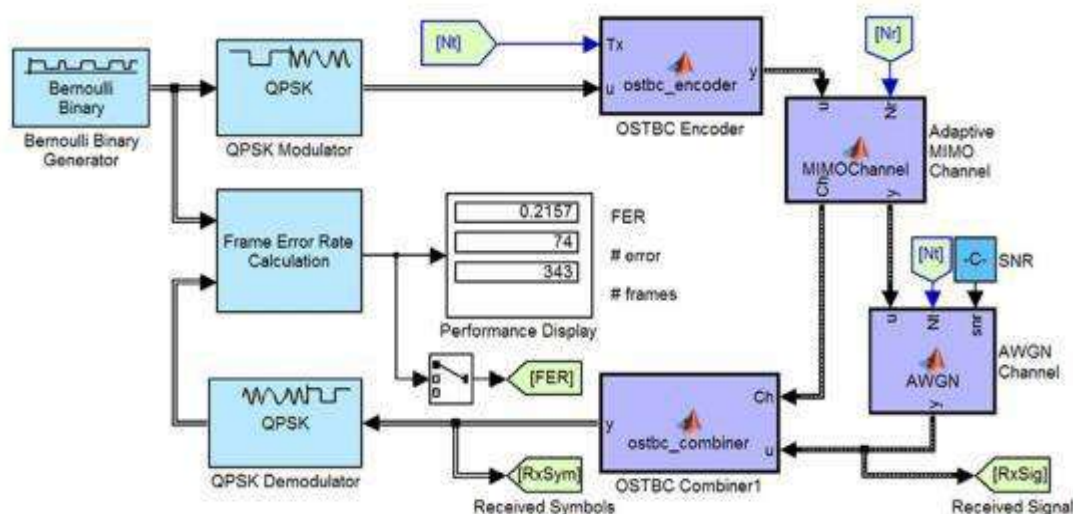 Bernoulli
Binary
Bernoulli Binary
Generator
QPSK
QPSK Modulator
[Nt]
Tx
u
ostbc_encoder
y
OSTBC Encoder
[Nr]
u
Nr
MIMOChannel
Ch
y
Adaptive
MIMO
Channel
Frame Error Rate
Calculation
0.2157
74
343
FER
# error
# frames
Performance Display
[Nt]
-C-
SNR
u
Nt
snr
AWGN
y
AWGN
Channel
[FER]
QPSK
QPSK Demodulator
Ch
y
ostbc_combiner
u
OSTBC Combiner1
[RxSym]
Received Symbols
[RxSig]
Received Signal